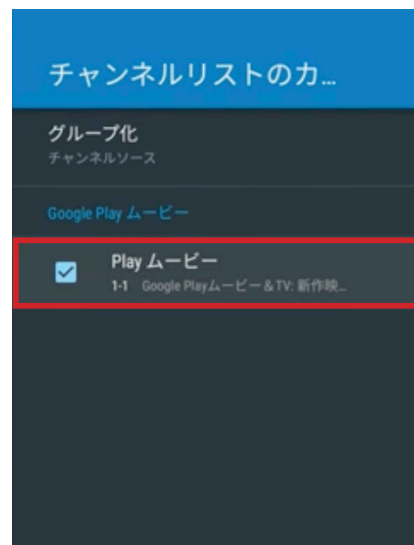 チャンネルリストのカ...
グループ化
チャンネルソース
Google Play ムービー
Play ムービー
1-1 Google Playムービー＆TV: 新作映...